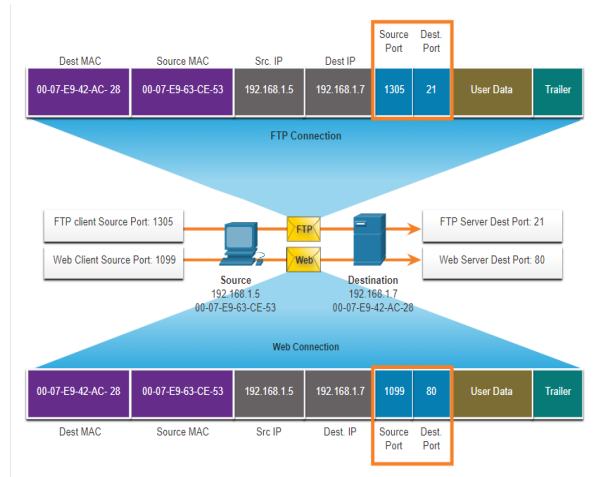 Source Dest.
Port Port
Dest MAC Source MAC Src. IP Dest IP
00-07-E9-42-AC- 28 00-07-E9-63-CE-53 192.168.1.5 192.168.1.7 1305 21 User Data Trailer
FTP Connection
FTP client Source Port: 1305
FTP
FTP Server Dest Port: 21
Web Client Source Port: 1099
Web
Web Server Dest Port: 80
Source
192.168.1.5
00-07-E9-63-CE-53
Destination
192.168.1.7
00-07-E9-42-AC-28
Web Connection
00-07-E9-42-AC- 28 00-07-E9-63-CE-53 192.168.1.5 192.168.1.7 1099 80 User Data Trailer
Dest MAC Source MAC Src IP Dest. IP Source Dest.
Port Port